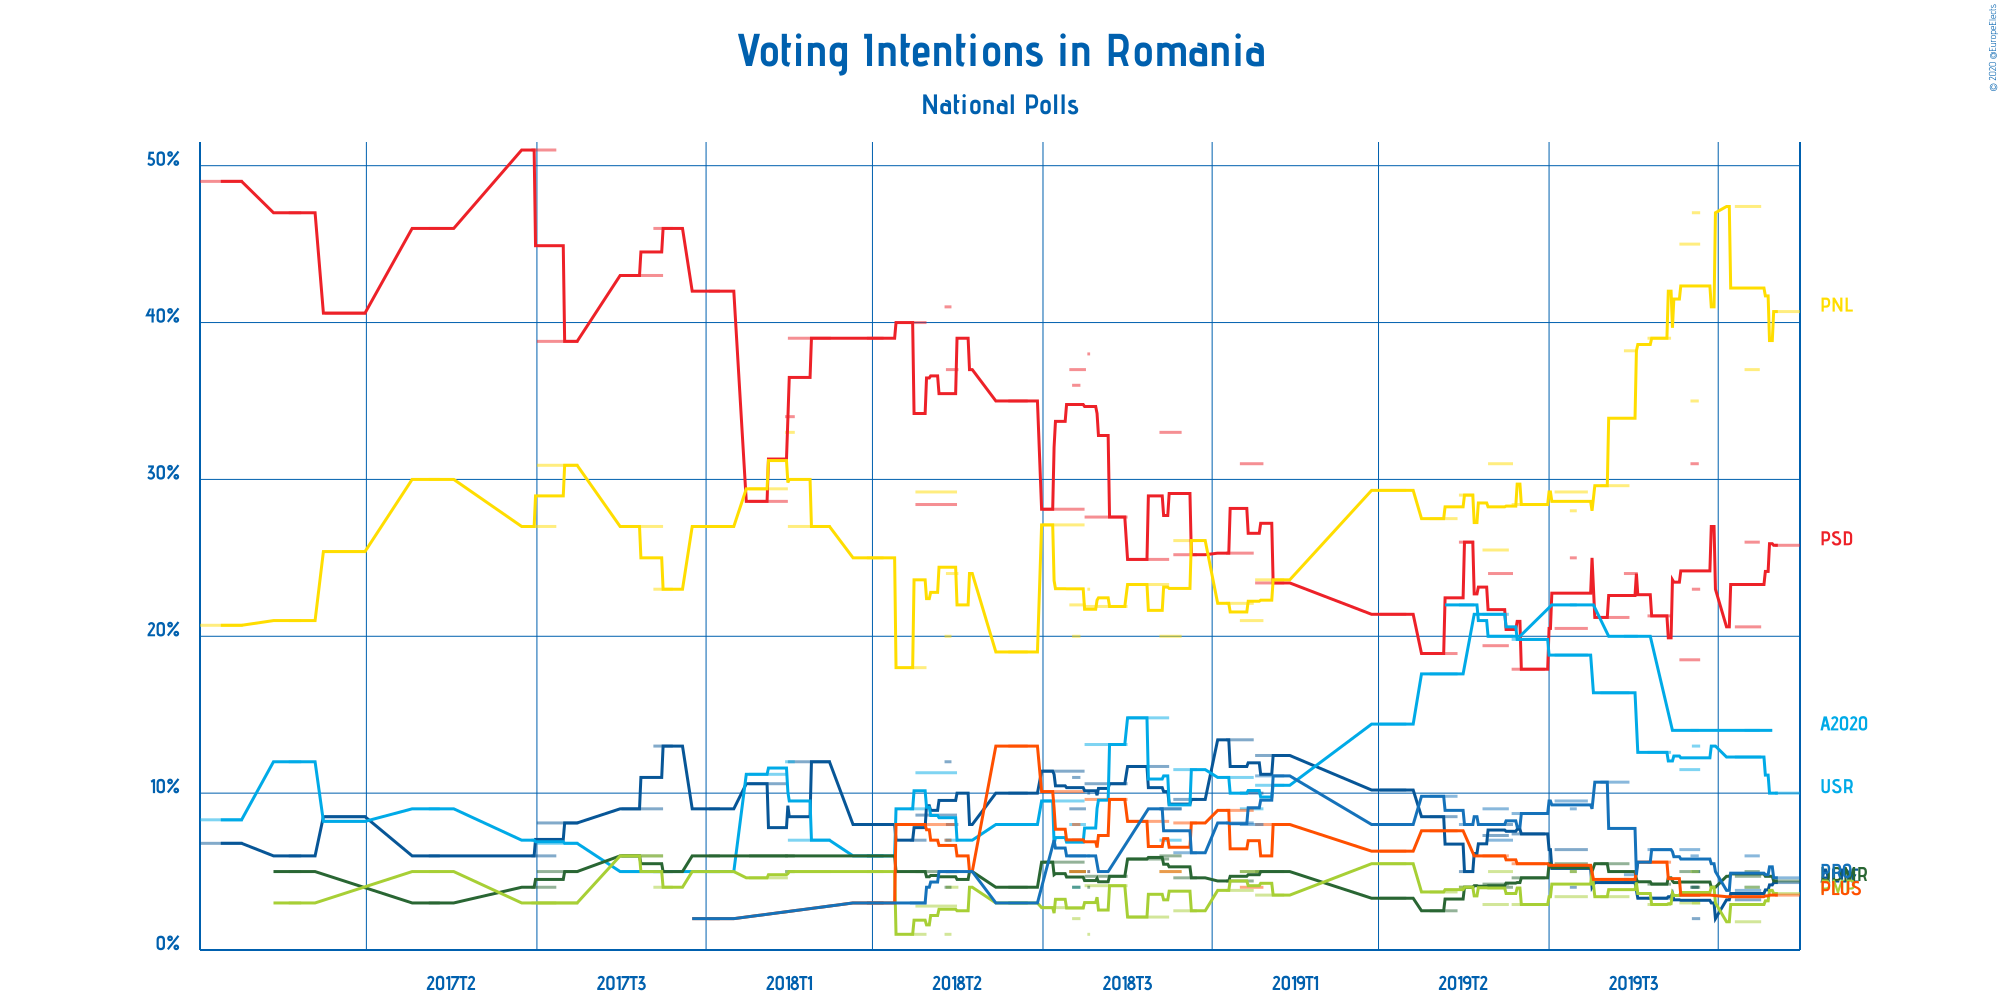 © 2020 @EuropeElects
Voting Intentions in Romania
National Polls
50%
40%
30%
20%
10%
0%
PNL
PSD
A2020
USR
PLUS
2017T2 2017T3 2018T1 2018T2 2018T3 2019T1 2019T2 2019T3